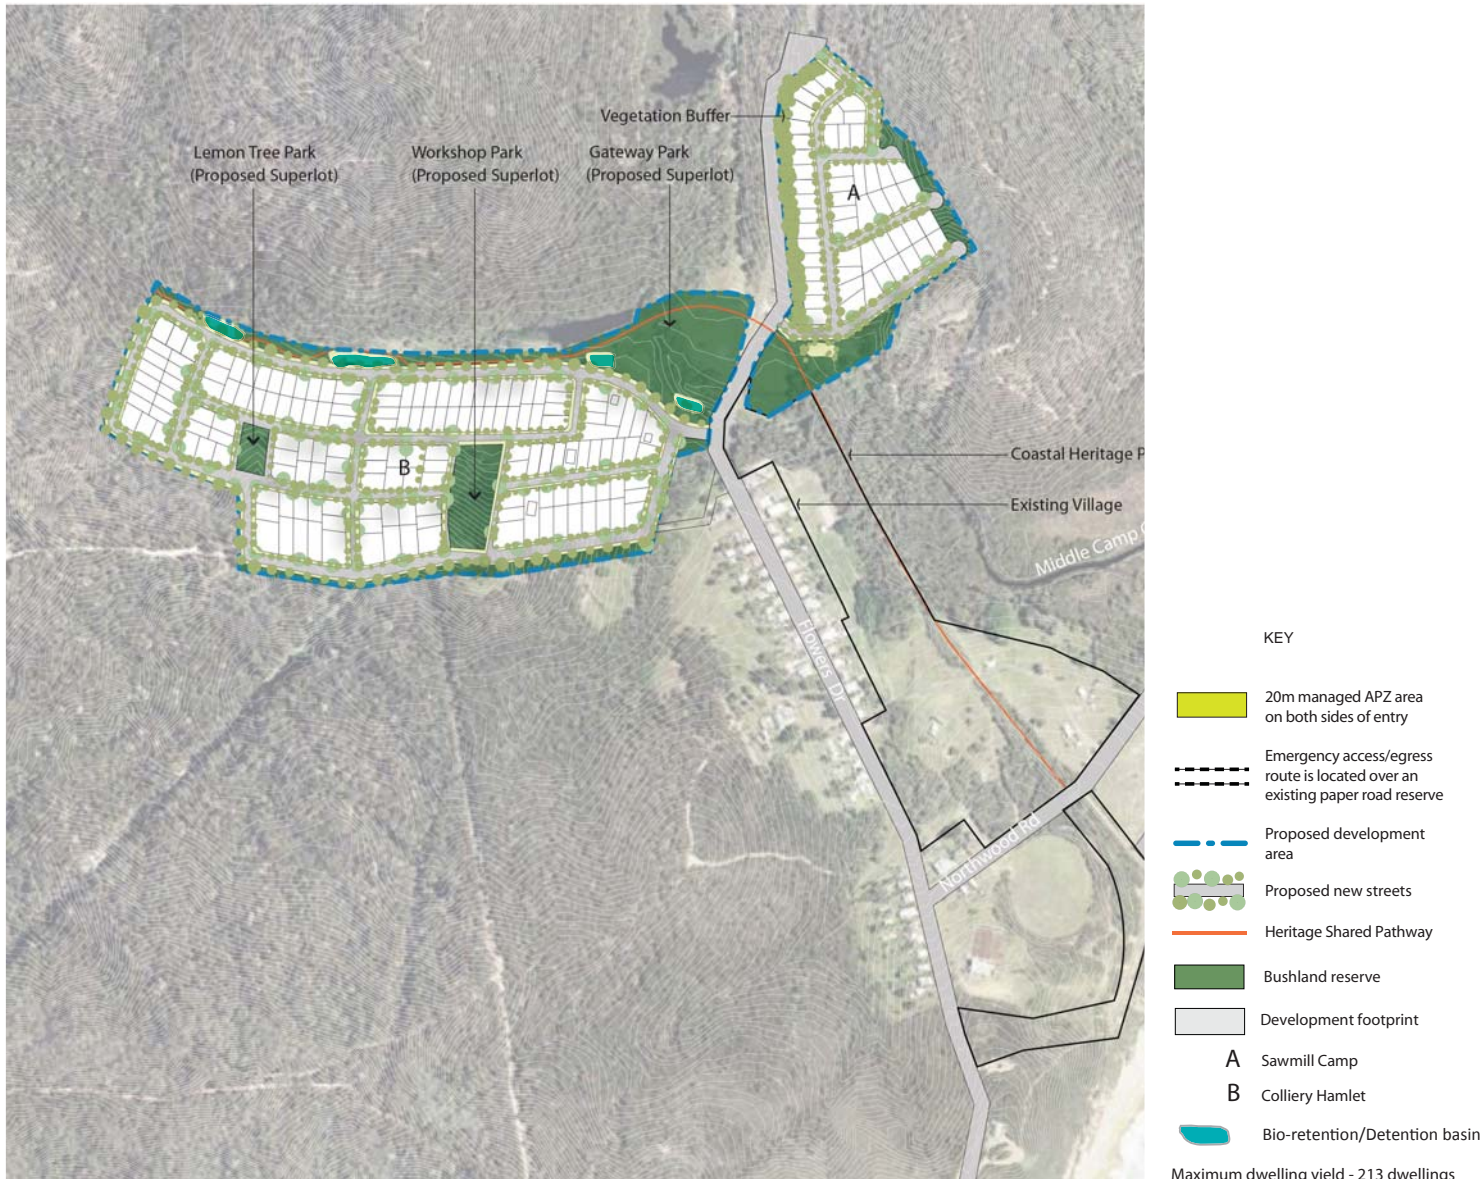 Vegetation Buffer
Lemon Tree Park
(Proposed Superlot)
Workshop Park
(Proposed Superlot)
Gateway Park
(Proposed Superlot)
A
B
Coastal Heritage P
Existing Village
Middle Camp
Flowers Dr
Northwood Rd
KEY
20m managed APZ area
on both sides of entry
Emergency access/egress
route is located over an
existing paper road reserve
Proposed development
area
Proposed new streets
Heritage Shared Pathway
Bushland reserve
Development footprint
A Sawmill Camp
B Colliery Hamlet
Bio-retention/Detention basin
Maximum dwelling yield - 213 dwellings